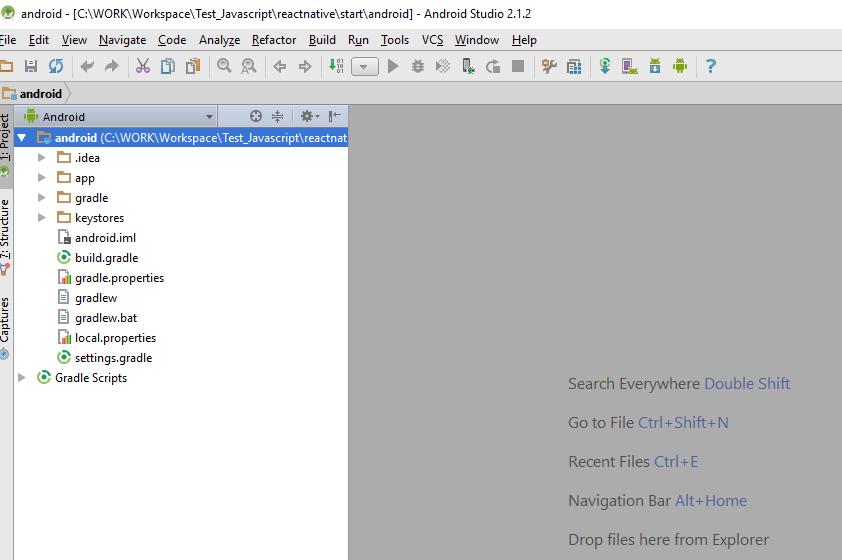 android - [C:\WORK\Workspace\Test_Javascript\reactnative\start\android] - Android Studio 2.1.2
File Edit View Navigate Code Analyze Refactor Build Run Tools VCS Window Help
android
1: Project
7: Structure
Captures
Android
android (C:\WORK\Workspace\Test_Javascript\reactnat
.idea
app
gradle
keystores
android.iml
build.gradle
gradle.properties
gradlew
gradlew.bat
local.properties
settings.gradle
Gradle Scripts
Search Everywhere Double Shift
Go to File Ctrl+Shift+N
Recent Files Ctrl+E
Navigation Bar Alt+Home
Drop files here from Explorer